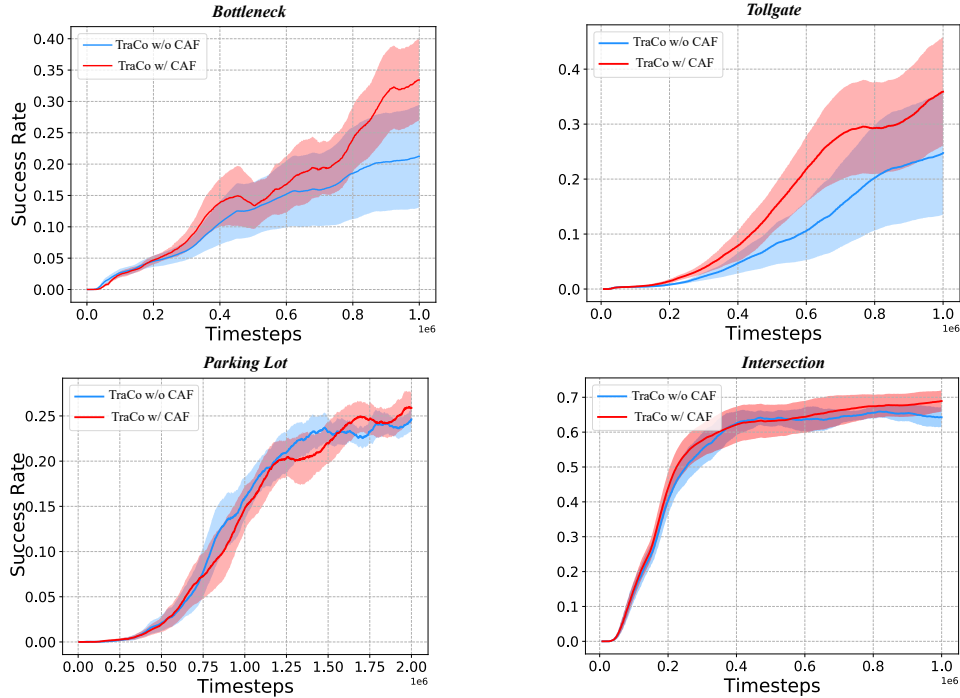 Bottleneck
TraCo w/o CAF
TraCo w/ CAF
Success Rate
0.40
0.35
0.30
0.25
0.20
0.15
0.10
0.05
0.00
0.0 0.2 0.4 0.6 0.8 1.0
1e6
Timesteps
Tollgate
TraCo w/o CAF
TraCo w/ CAF
0.4
0.3
0.2
0.1
0.0
0.0 0.2 0.4 0.6 0.8 1.0
1e6
Timesteps
Parking Lot
TraCo w/o CAF
TraCo w/ CAF
Success Rate
0.25
0.20
0.15
0.10
0.05
0.00
0.00 0.25 0.50 0.75 1.00 1.25 1.50 1.75 2.00
1e6
Timesteps
Intersection
TraCo w/o CAF
TraCo w/ CAF
0.7
0.6
0.5
0.4
0.3
0.2
0.1
0.0
0.0 0.2 0.4 0.6 0.8 1.0
1e6
Timesteps